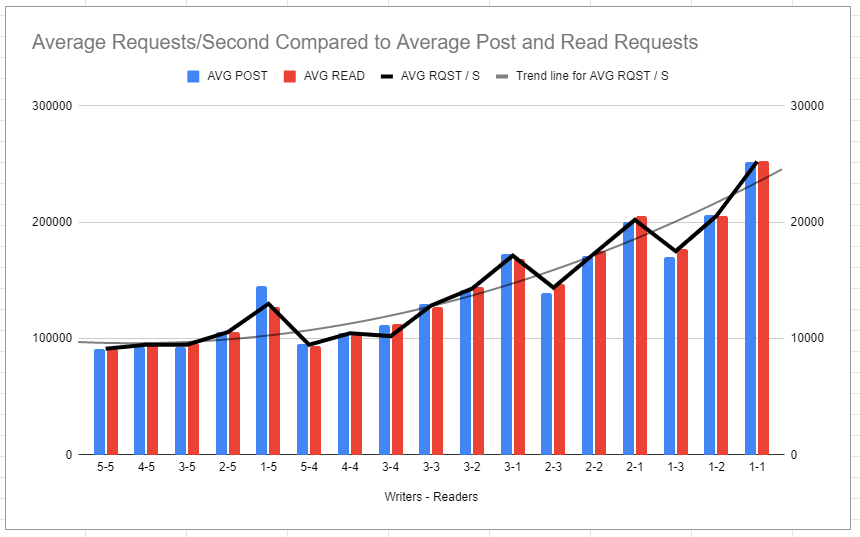 Average Requests/Second Compared to Average Post and Read Requests
AVG POST AVG READ AVG RQST / S Trend line for AVG RQST / S
300000 30000
200000 20000
100000 10000
0 0
5-5 4-5 3-5 2-5 1-5 5-4 4-4 3-4 3-3 3-2 3-1 2-3 2-2 2-1 1-3 1-2 1-1
Writers - Readers